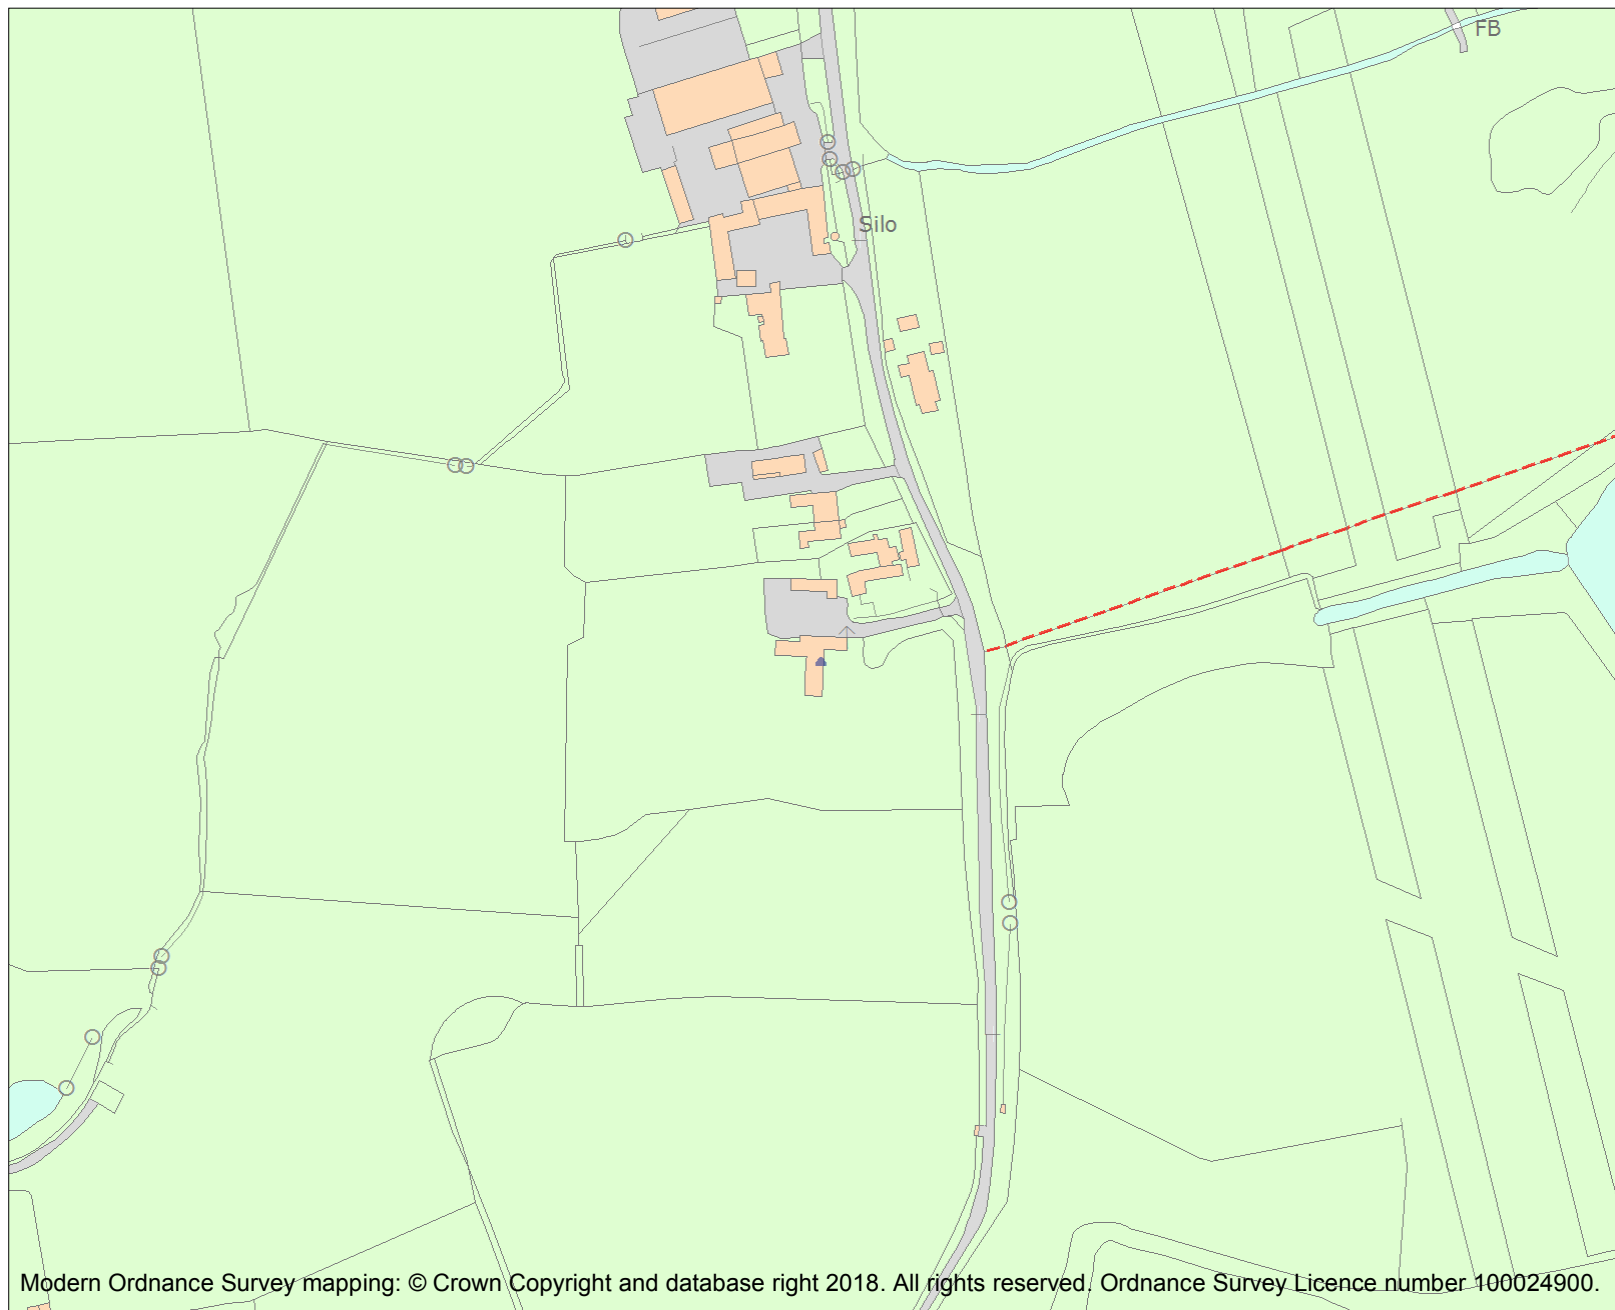 FB
Silo
Modern Ordnance Survey mapping: © Crown Copyright and database right 2018. All rights reserved. Ordnance Survey Licence number 100024900.